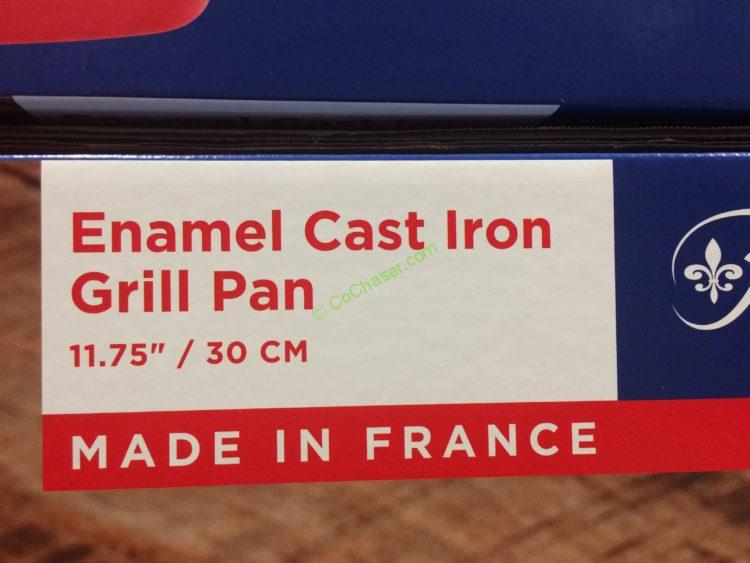 Enamel Cast Iron
Grill Pan
© CoChaser.com
11.75" / 30 CM
MADE IN FRANCE